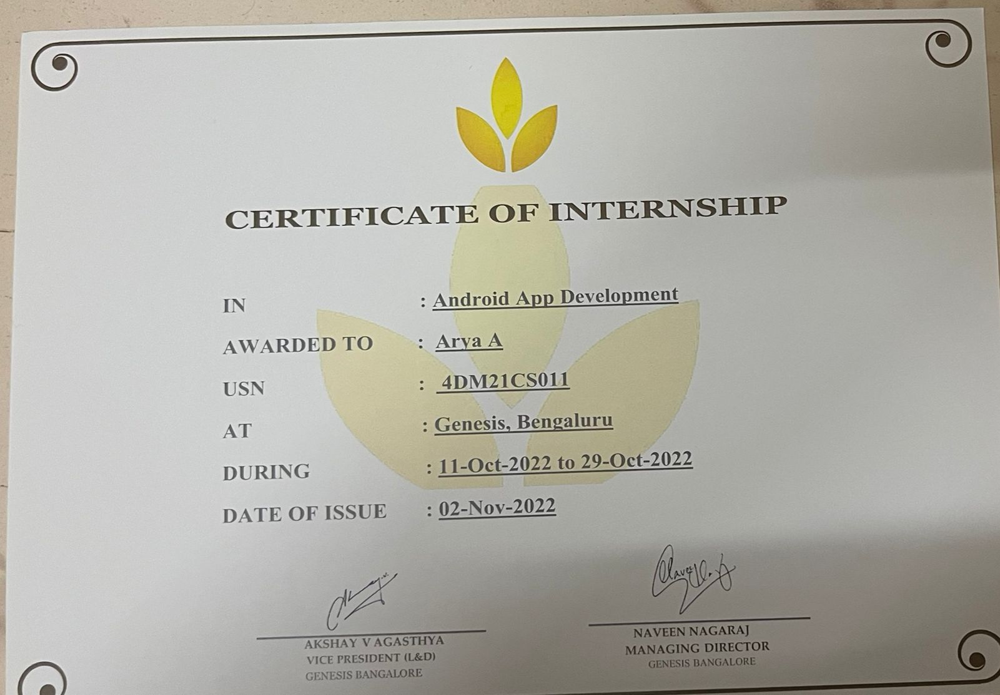 CERTIFICATE OF INTERNSHIP
IN : Android App Development
AWARDED TO : Arya A
USN : 4DM21CS011
AT : Genesis, Bengaluru
DURING : 11-Oct-2022 to 29-Oct-2022
DATE OF ISSUE : 02-Nov-2022
AKSHAY V AGASTHYA
VICE PRESIDENT (L&D)
GENESIS BANGALORE
NAVEEN NAGARAJ
MANAGING DIRECTOR
GENESIS BANGALORE